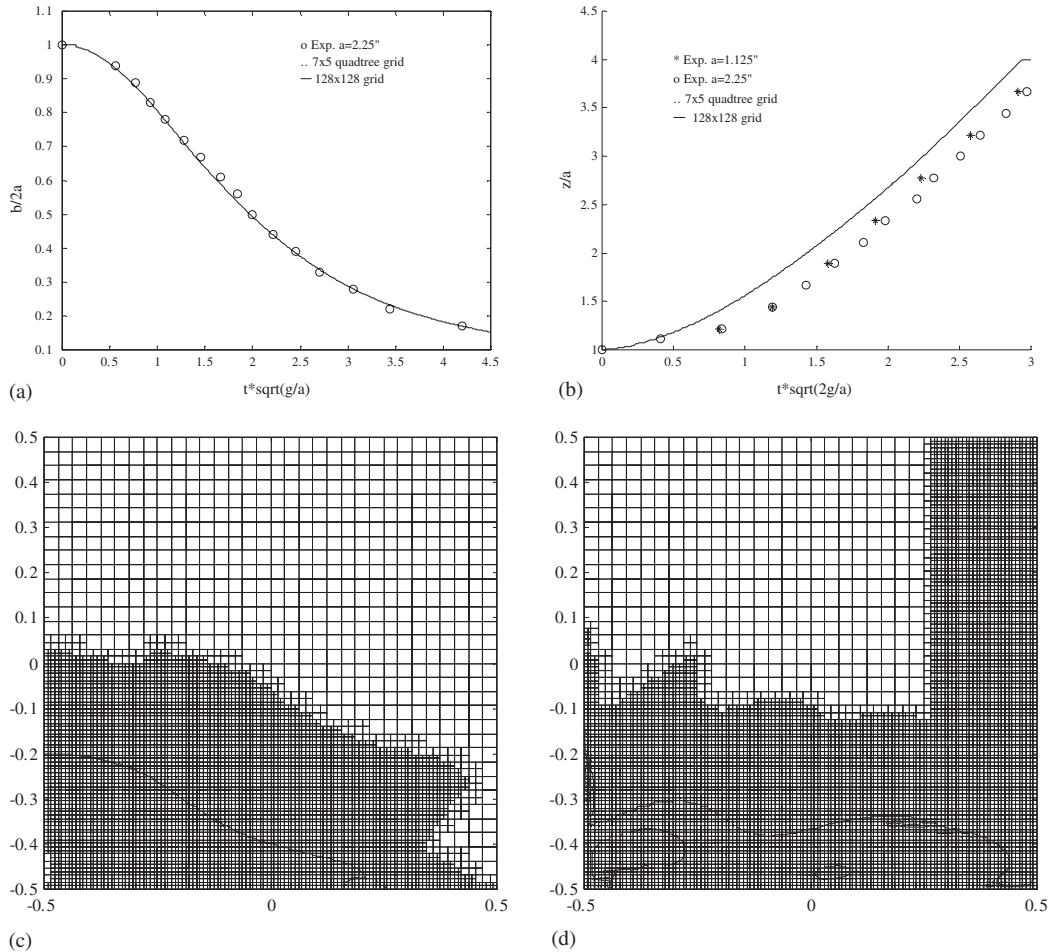 1.1
1
0.9
0.8
0.7
0.6
0.5
0.4
0.3
0.2
0.1
b/2a
o Exp. a=2.25"
.. 7x5 quadtree grid
— 128x128 grid
0 0.5 1 1.5 2 2.5 3 3.5 4 4.5
t*sqrt(g/a)
(a)
4.5
4
3.5
3
2.5
2
1.5
1
z/a
* Exp. a=1.125"
o Exp. a=2.25"
.. 7x5 quadtree grid
— 128x128 grid
0 0.5 1 1.5 2 2.5 3
t*sqrt(2g/a)
(b)
0.5
0.4
0.3
0.2
0.1
0
-0.1
-0.2
-0.3
-0.4
-0.5
-0.5 0 0.5
(c)
0.5
0.4
0.3
0.2
0.1
0
-0.1
-0.2
-0.3
-0.4
-0.5
-0.5 0 0.5
(d)